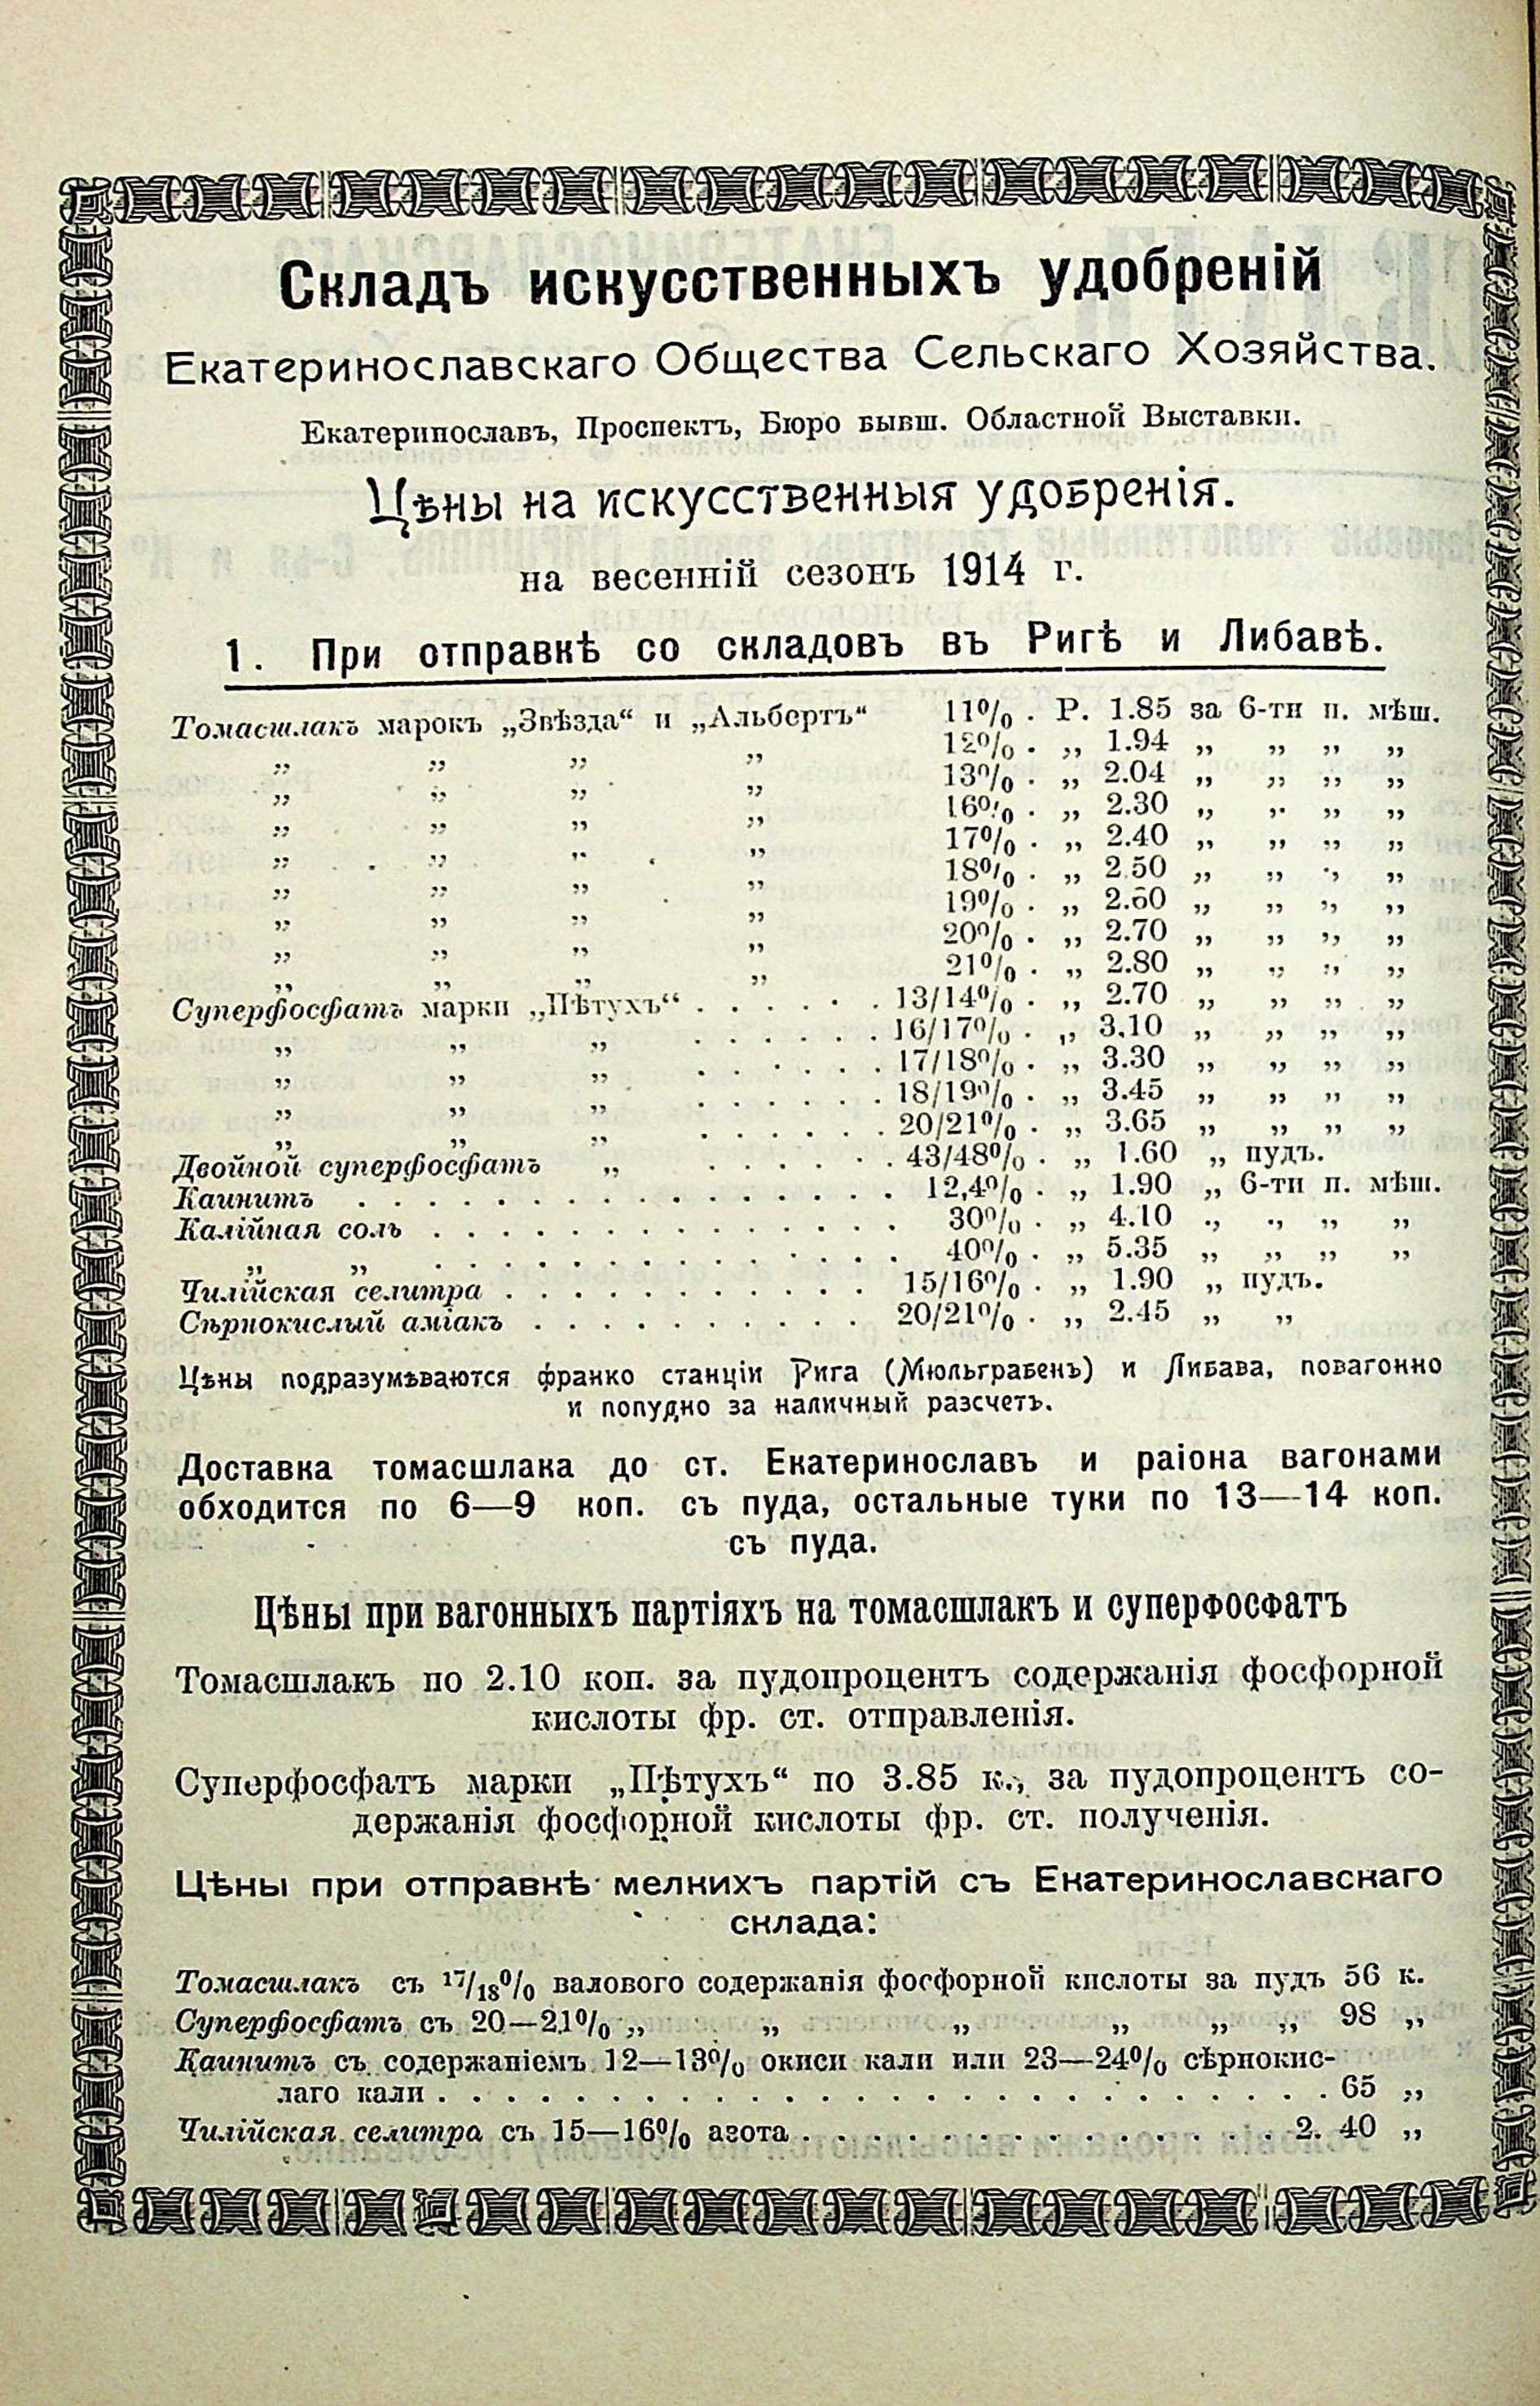 Складъ искусственныхъ удобреній
Екатеринославскаго Общества Сельскаго Хозяйства.
Екатеринославъ, Проспектъ, Бюро бывш. Областной Выставки.
Цѣны на искусственныя удобренія.
на весенній сезонъ 1914 г.
1. При отправкѣ со складовъ въ Ригѣ и Либавѣ.
Томасшлакъ марокъ „Звѣзда“ и „Альбертъ“ 11% . Р. 1.85 за 6-ти п. мѣш.
„ „ „ „ 12% . „ 1.94 „ „ „ „
„ „ „ „ 13% . „ 2.04 „ „ „ „
„ „ „ „ 16% . „ 2.30 „ „ „ „
„ „ „ „ 17% . „ 2.40 „ „ „ „
„ „ „ „ 18% . „ 2.50 „ „ „ „
„ „ „ „ 19% . „ 2.60 „ „ „ „
„ „ „ „ 20% . „ 2.70 „ „ „ „
„ „ „ „ 21% . „ 2.80 „ „ „ „
Суперфосфатъ марки „Пѣтухъ“ . . . . . . 13/14% . „ 2.70 „ „ „ „
„ „ „ . . . . . . 16/17% . „ 3.10 „ „ „ „
„ „ „ . . . . . . 17/18% . „ 3.30 „ „ „ „
„ „ „ . . . . . . 18/19% . „ 3.45 „ „ „ „
„ „ „ . . . . . . 20/21% . „ 3.65 „ „ „ „
Двойной суперфосфатъ „ . . . . . . 43/48% . „ 1.60 „ пудъ.
Каинитъ . . . . . . . . . . . . . . . . 12,4% . „ 1.90 „ 6-ти п. мѣш.
Калійная соль . . . . . . . . . . . . . . 30% . „ 4.10 „ „ „ „
„ „ . . . . . . . . . . . . . . 40% . „ 5.35 „ „ „ „
Чилійская селитра . . . . . . . . . . . 15/16% . „ 1.90 „ пудъ.
Сѣрнокислый аміакъ . . . . . . . . . . 20/21% . „ 2.45 „ „
Цѣны подразумѣваются франко станціи Рига (Мюльграбенъ) и Либава, повагонно
и попудно за наличный разсчетъ.
Доставка томасшлака до ст. Екатеринославъ и раіона вагонами
обходится по 6—9 коп. съ пуда, остальные туки по 13—14 коп.
съ пуда.
Цѣны при вагонныхъ партіяхъ на томасшлакъ и суперфосфатъ
Томасшлакъ по 2.10 коп. за пудопроцентъ содержанія фосфорной
кислоты фр. ст. отправленія.
Суперфосфатъ марки „Пѣтухъ“ по 3.85 к., за пудопроцентъ со-
держанія фосфорной кислоты фр. ст. полученія.
Цѣны при отправкѣ мелкихъ партій съ Екатеринославскаго
склада:
Томасшлакъ съ 17/18% валового содержанія фосфорной кислоты за пудъ 56 к.
Суперфосфатъ съ 20—21% „ „ „ „ „ „ 98 „
Каинитъ съ содержаніемъ 12—13% окиси кали или 23—24% сѣрнокис-
лаго кали . . . . . . . . . . . . . . . . . . . . . . . . . . 65 „
Чилійская селитра съ 15—16% азота . . . . . . . . . . . . . . 2. 40 „